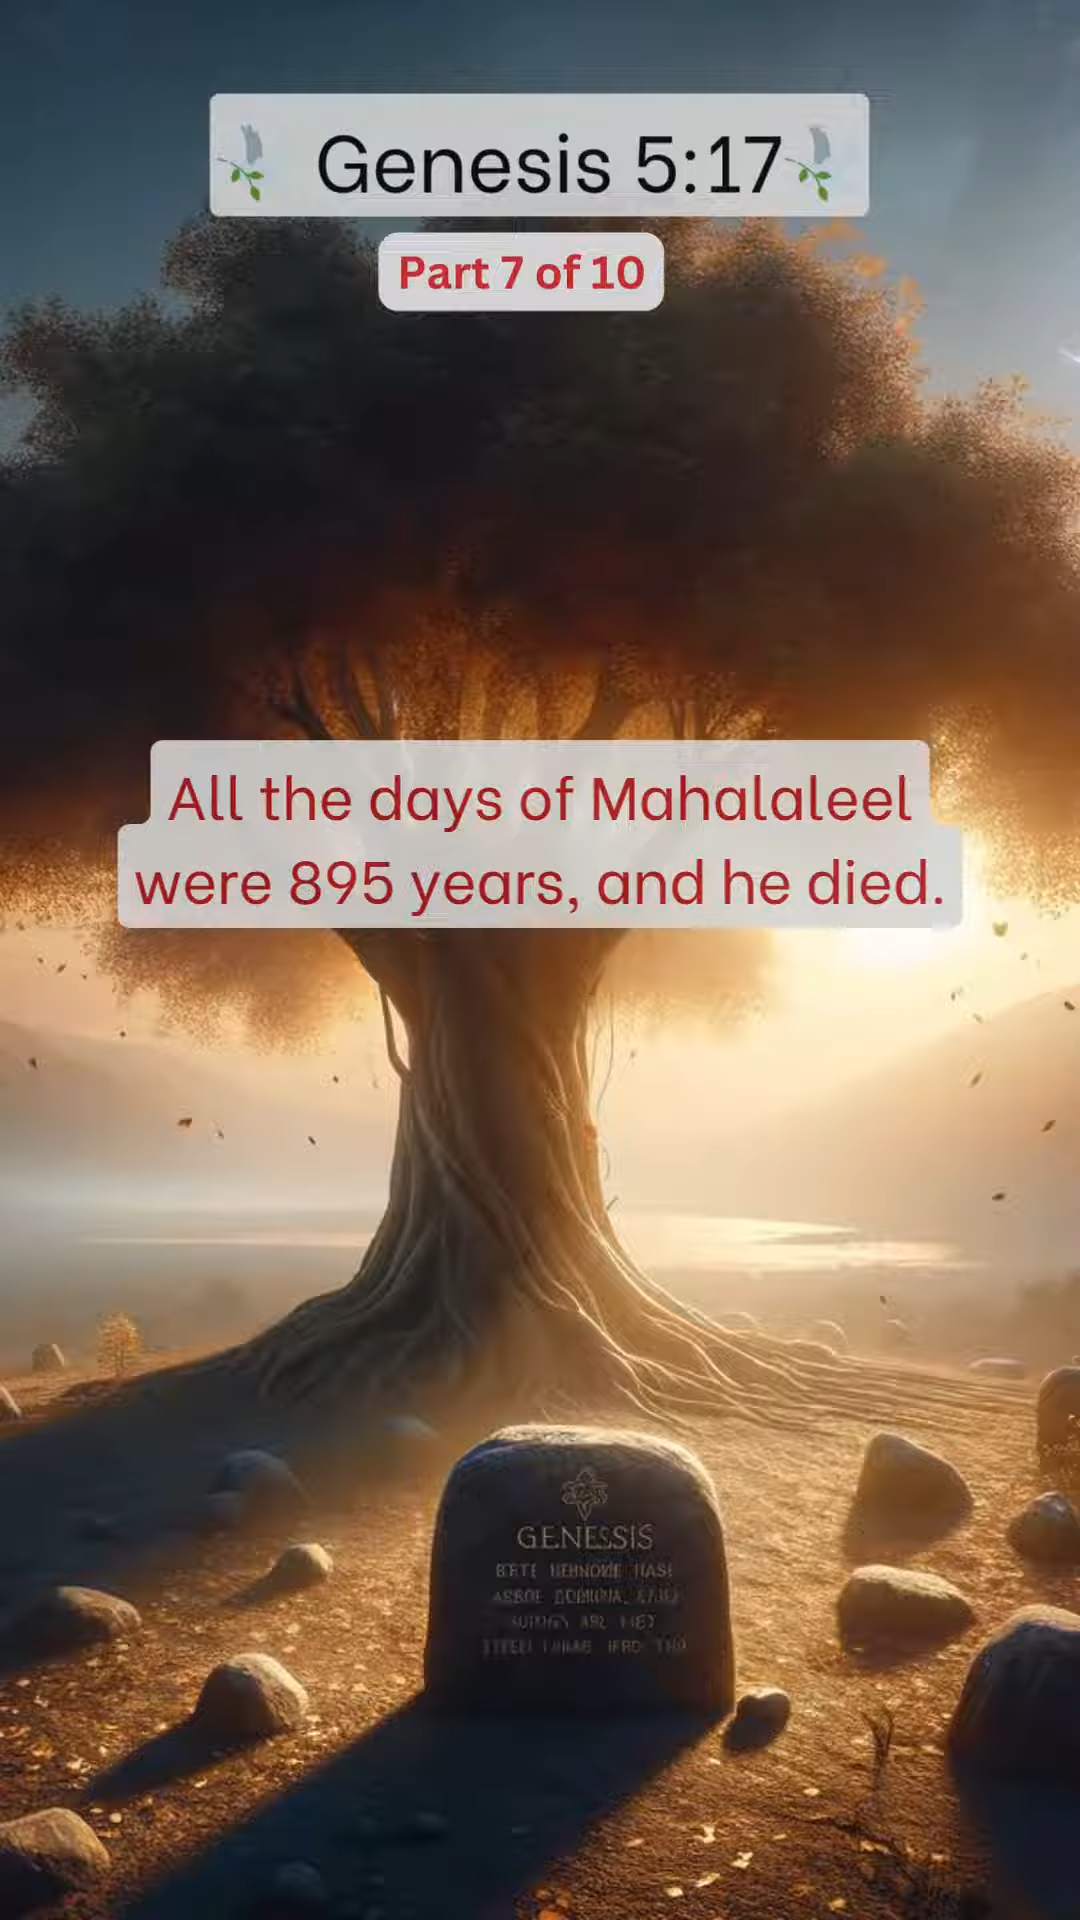 Genesis 5:17
Part 7 of 10
All the days of Mahalaleel
were 895 years, and he died.
GENESSIS